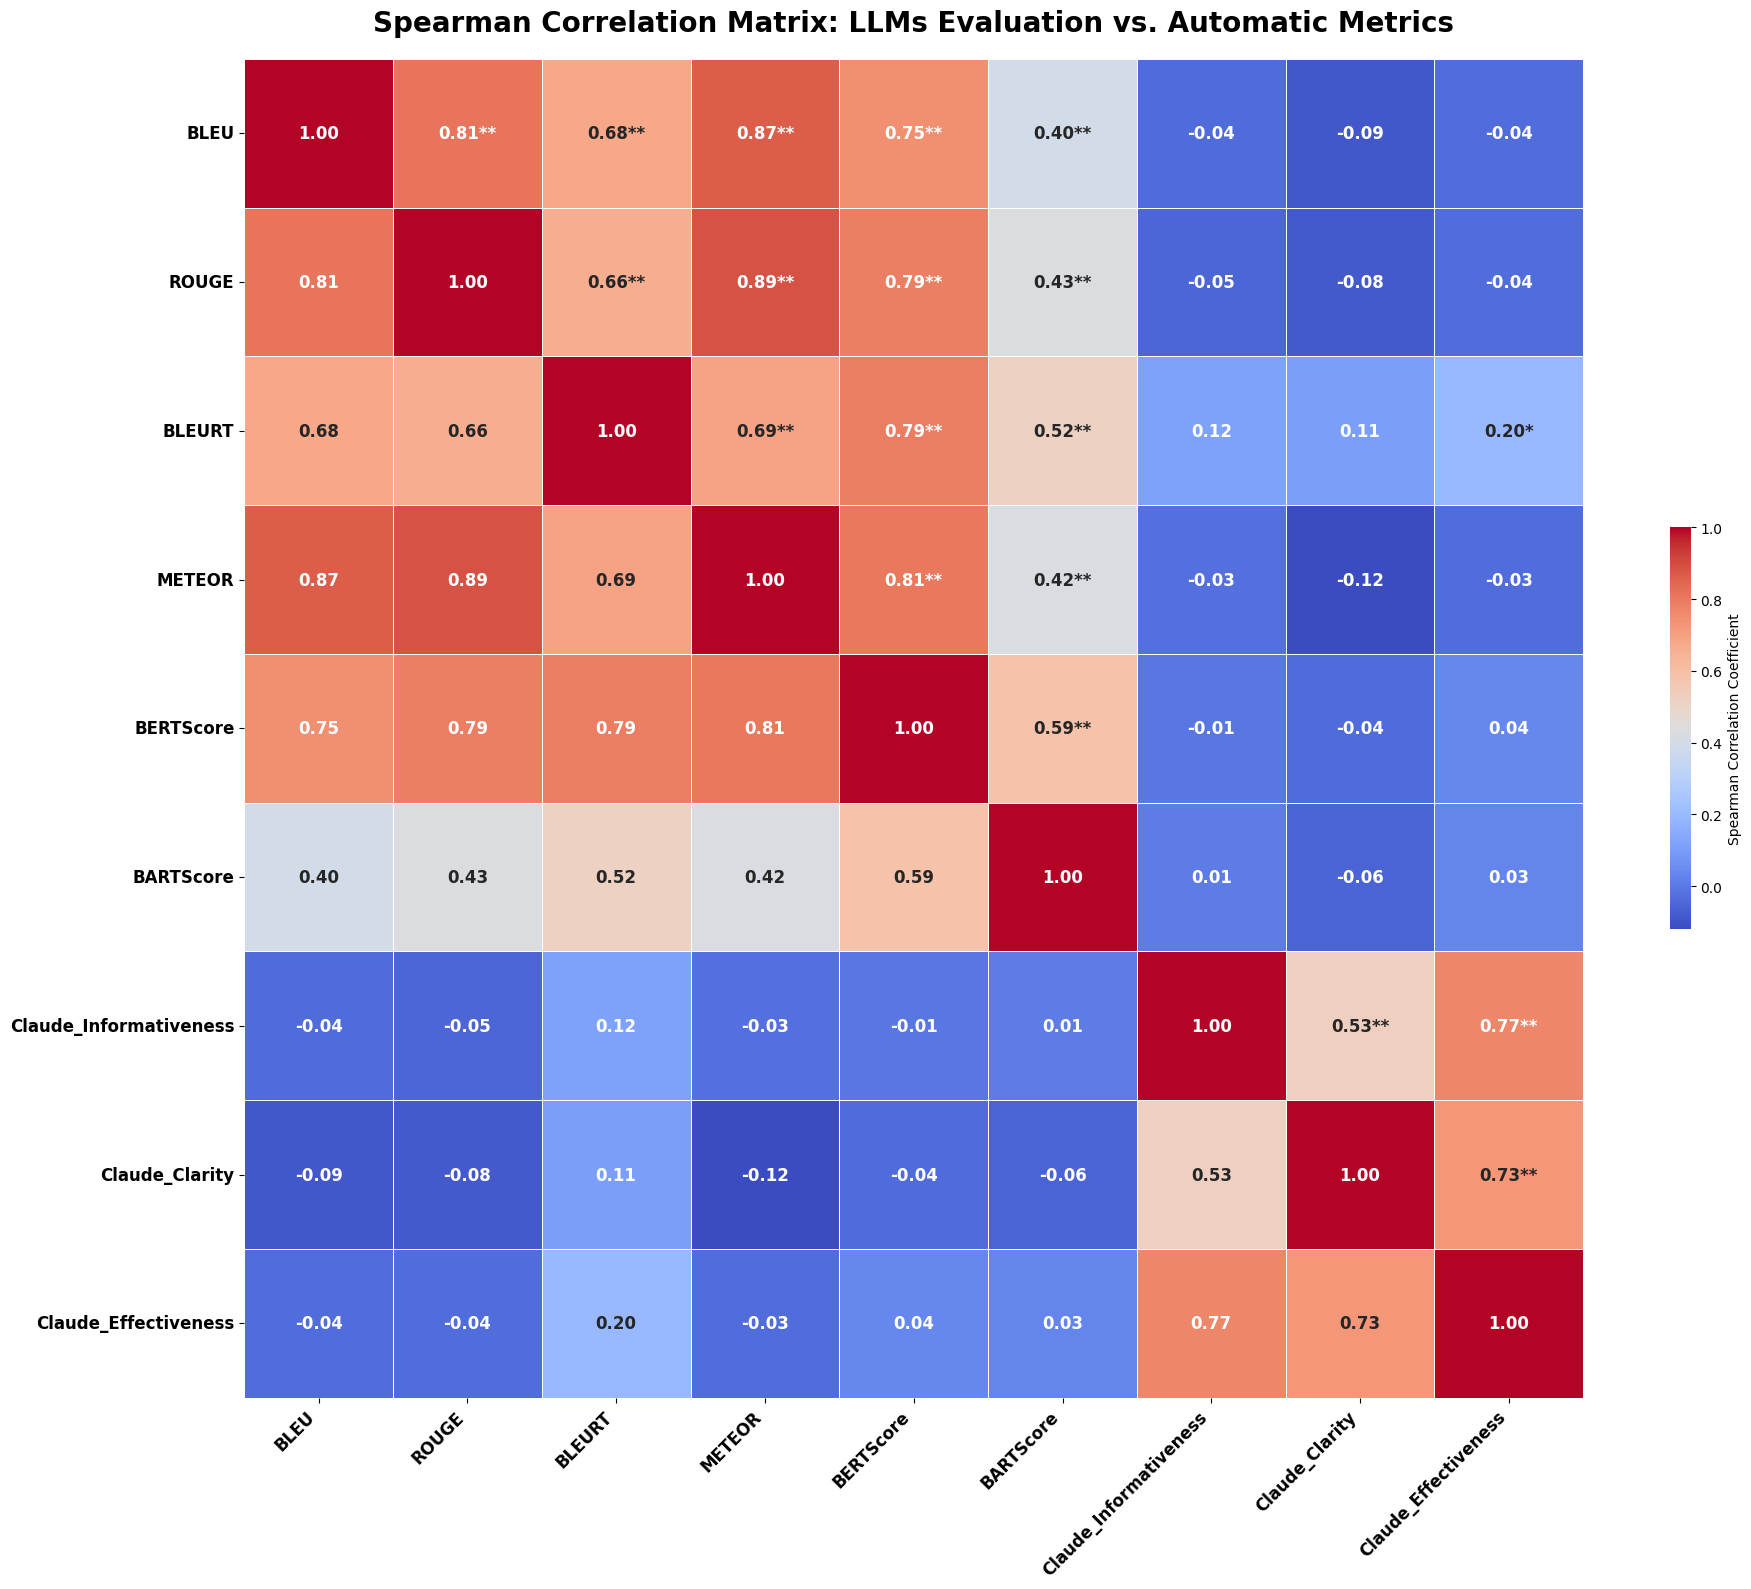 Spearman Correlation Matrix: LLMs Evaluation vs. Automatic Metrics
BLEU 1.00 0.81** 0.68** 0.87** 0.75** 0.40** -0.04 -0.09 -0.04
ROUGE 0.81 1.00 0.66** 0.89** 0.79** 0.43** -0.05 -0.08 -0.04
BLEURT 0.68 0.66 1.00 0.69** 0.79** 0.52** 0.12 0.11 0.20*
METEOR 0.87 0.89 0.69 1.00 0.81** 0.42** -0.03 -0.12 -0.03
BERTScore 0.75 0.79 0.79 0.81 1.00 0.59** -0.01 -0.04 0.04
BARTScore 0.40 0.43 0.52 0.42 0.59 1.00 0.01 -0.06 0.03
Claude_Informativeness -0.04 -0.05 0.12 -0.03 -0.01 0.01 1.00 0.53** 0.77**
Claude_Clarity -0.09 -0.08 0.11 -0.12 -0.04 -0.06 0.53 1.00 0.73**
Claude_Effectiveness -0.04 -0.04 0.20 -0.03 0.04 0.03 0.77 0.73 1.00
BLEU ROUGE BLEURT METEOR BERTScore BARTScore Claude_Informativeness Claude_Clarity Claude_Effectiveness
1.0
0.8
0.6
0.4
0.2
0.0
Spearman Correlation Coefficient